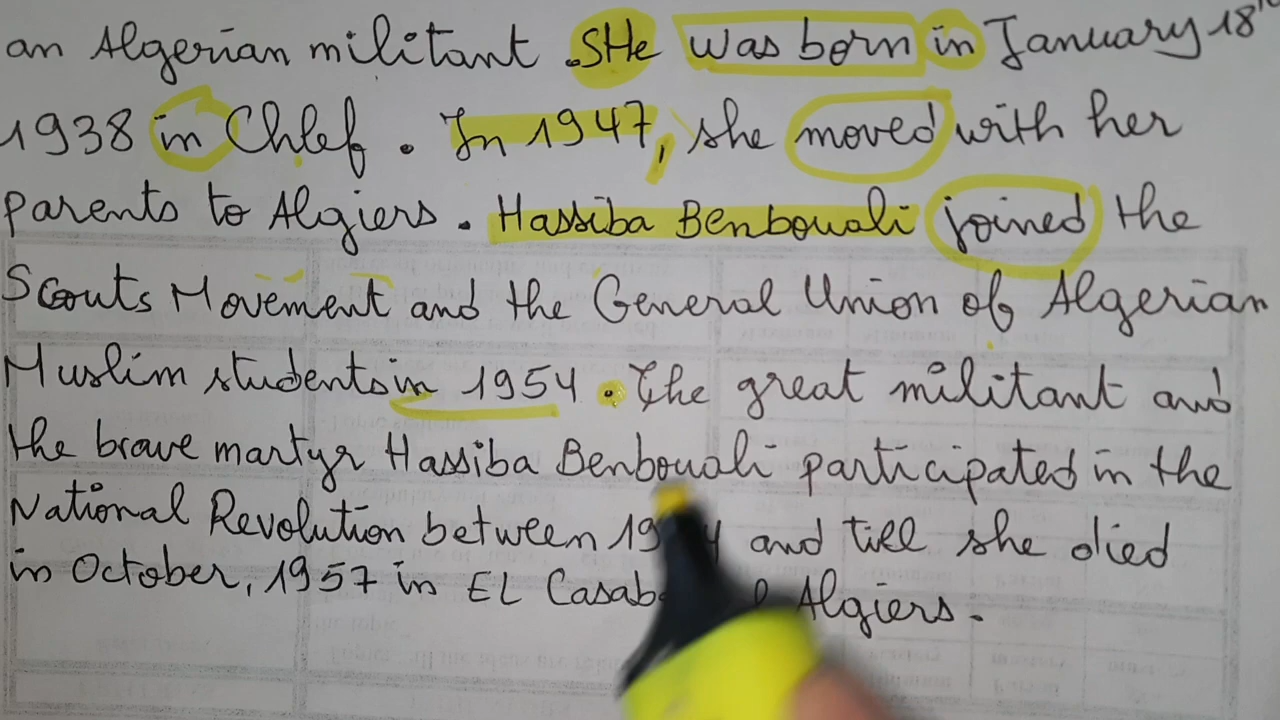 an Algerian militant .SHe was born in January 18th
1938 in Chlef . In 1947, she moved with her
parents to Algiers . Hassiba Benbouali joined the
Scouts Movement and the General Union of Algerian
Muslim students in 1954 . The great militant and
the brave martyr Hassiba Benbouali participated in the
National Revolution between and till she died
in October, 1957 in EL Algiers.